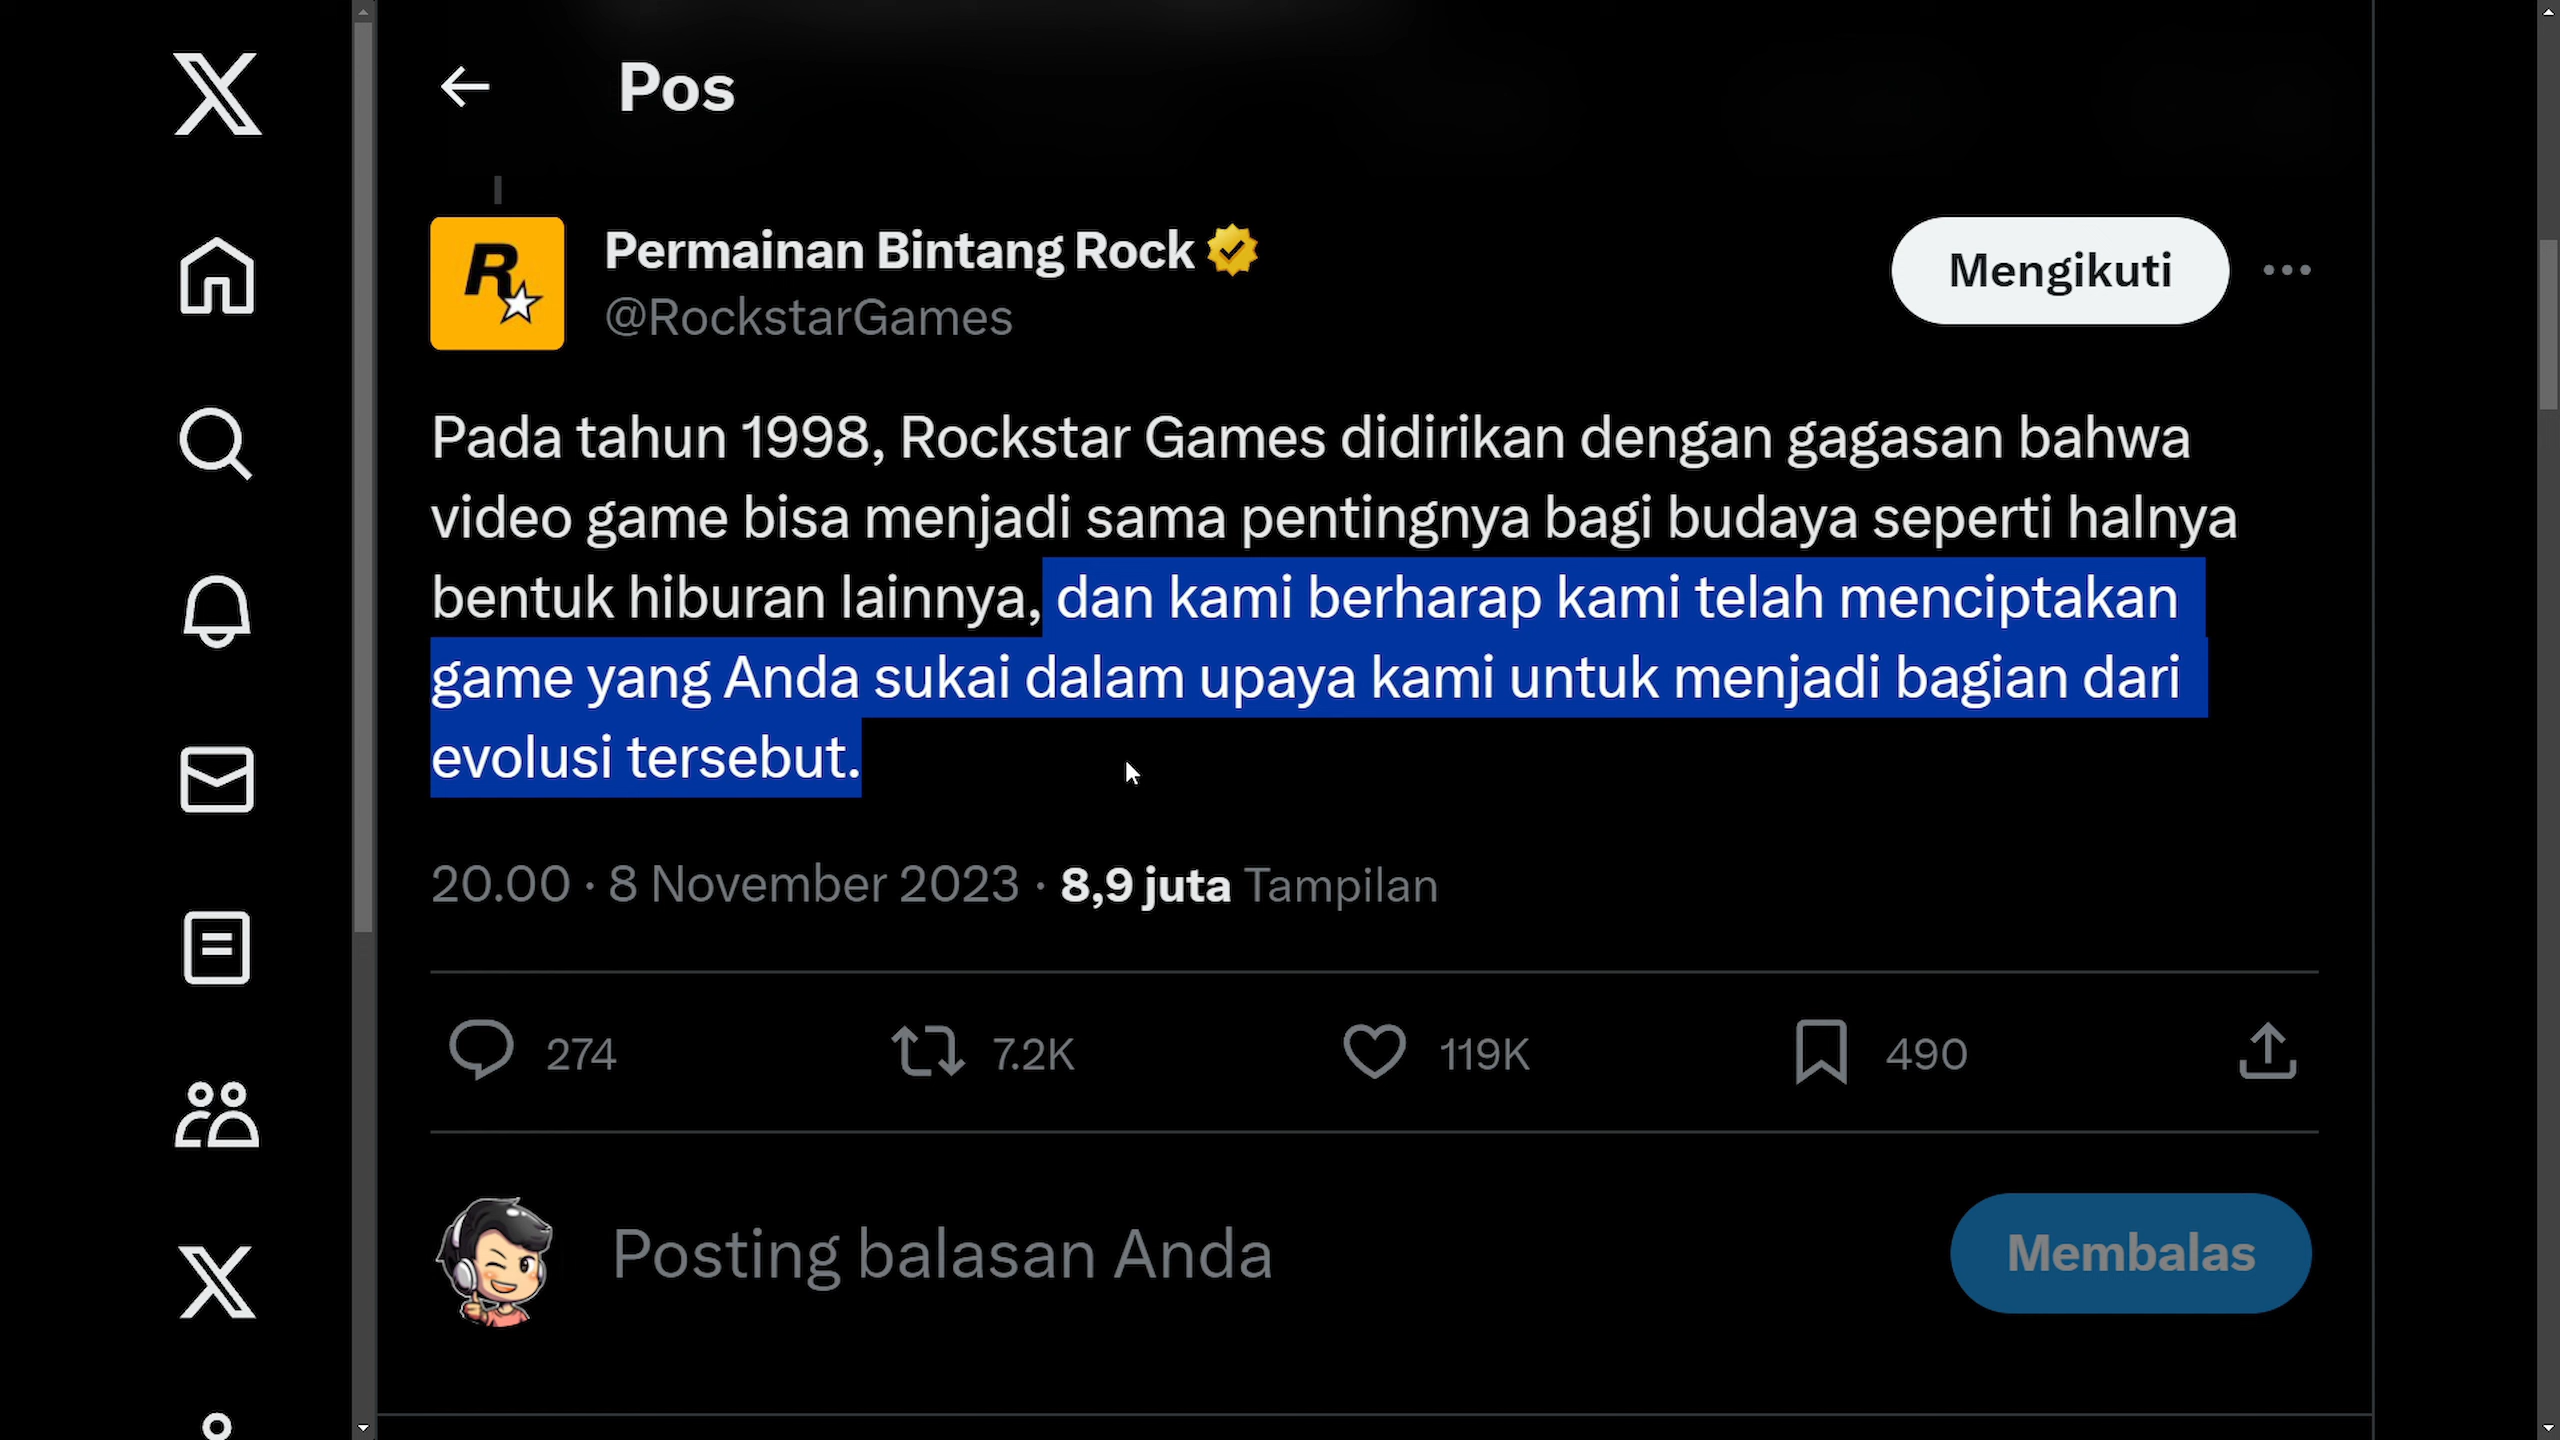 Pos
Permainan Bintang Rock
@RockstarGames
Mengikuti
Pada tahun 1998, Rockstar Games didirikan dengan gagasan bahwa
video game bisa menjadi sama pentingnya bagi budaya seperti halnya
bentuk hiburan lainnya, dan kami berharap kami telah menciptakan
game yang Anda sukai dalam upaya kami untuk menjadi bagian dari
evolusi tersebut.
20.00 · 8 November 2023 · 8,9 juta Tampilan
274 7.2K 119K 490
Posting balasan Anda
Membalas